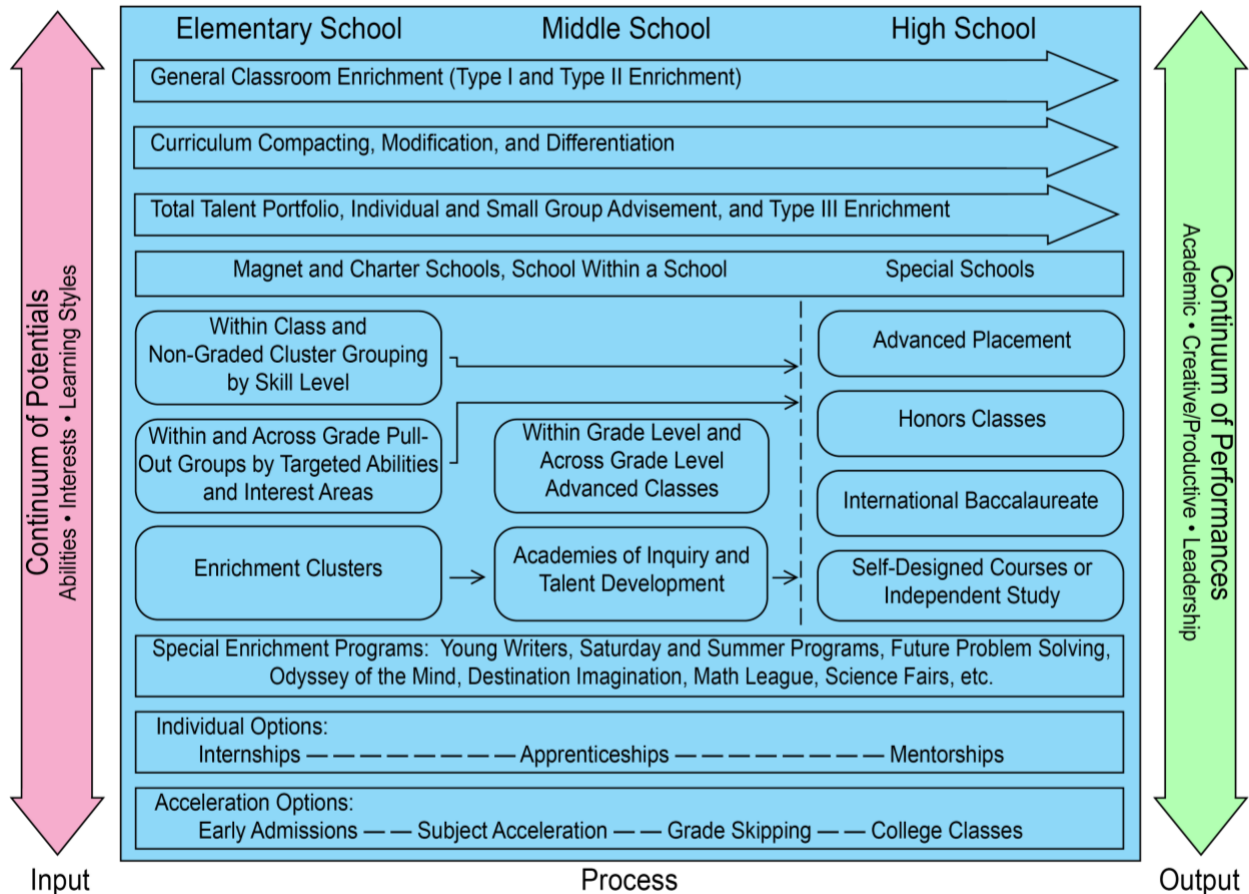 Elementary School
Middle School
High School
General Classroom Enrichment (Type I and Type II Enrichment)
Curriculum Compacting, Modification, and Differentiation
Total Talent Portfolio, Individual and Small Group Advisement, and Type III Enrichment
Magnet and Charter Schools, School Within a School
Special Schools
Within Class and
Non-Graded Cluster Grouping
by Skill Level
Within and Across Grade Pull-
Out Groups by Targeted Abilities
and Interest Areas
Enrichment Clusters
Within Grade Level and
Across Grade Level
Advanced Classes
Academies of Inquiry and
Talent Development
Advanced Placement
Honors Classes
International Baccalaureate
Self-Designed Courses or
Independent Study
Special Enrichment Programs: Young Writers, Saturday and Summer Programs, Future Problem Solving,
Odyssey of the Mind, Destination Imagination, Math League, Science Fairs, etc.
Individual Options:
Internships — — — — — — — Apprenticeships — — — — — — — Mentorships
Acceleration Options:
Early Admissions — — Subject Acceleration — — Grade Skipping — — College Classes
Continuum of Potentials
Abilities • Interests • Learning Styles
Continuum of Performances
Academic • Creative/Productive • Leadership
Input
Process
Output